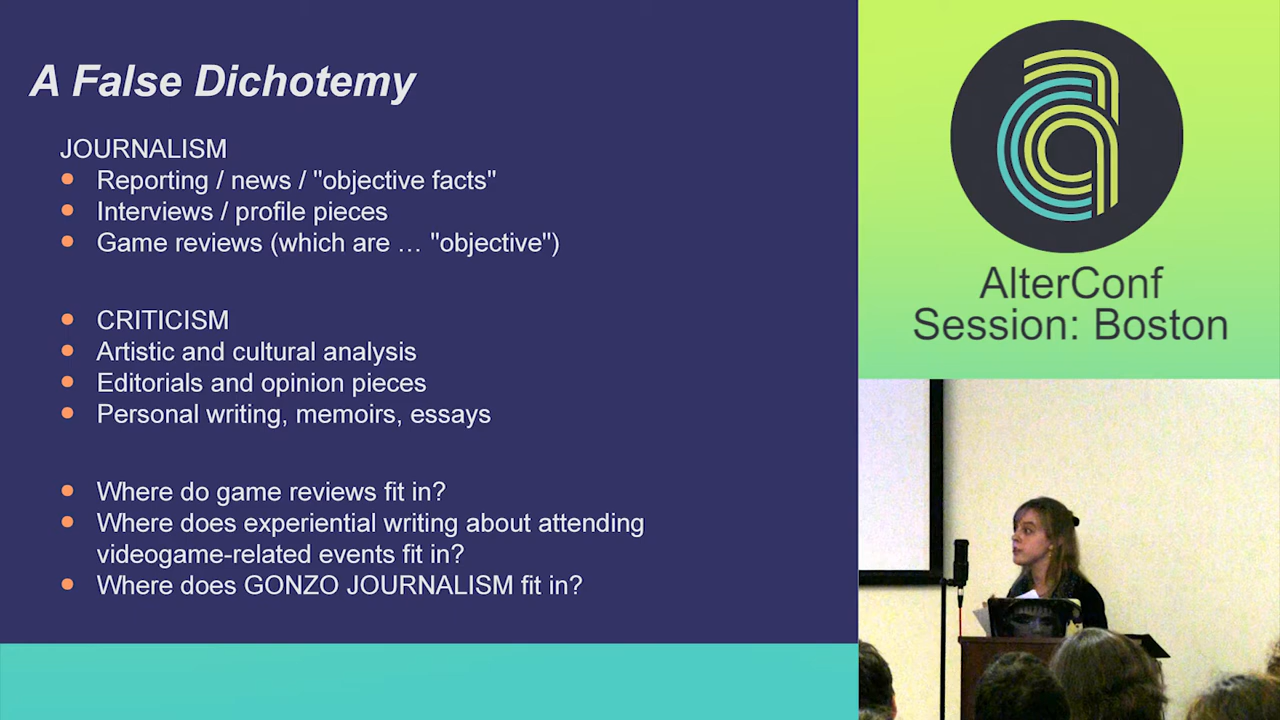 A False Dichotemy
JOURNALISM
Reporting / news / "objective facts"
Interviews / profile pieces
Game reviews (which are … "objective")
CRITICISM
Artistic and cultural analysis
Editorials and opinion pieces
Personal writing, memoirs, essays
Where do game reviews fit in?
Where does experiential writing about attending
videogame-related events fit in?
Where does GONZO JOURNALISM fit in?
AlterConf
Session: Boston